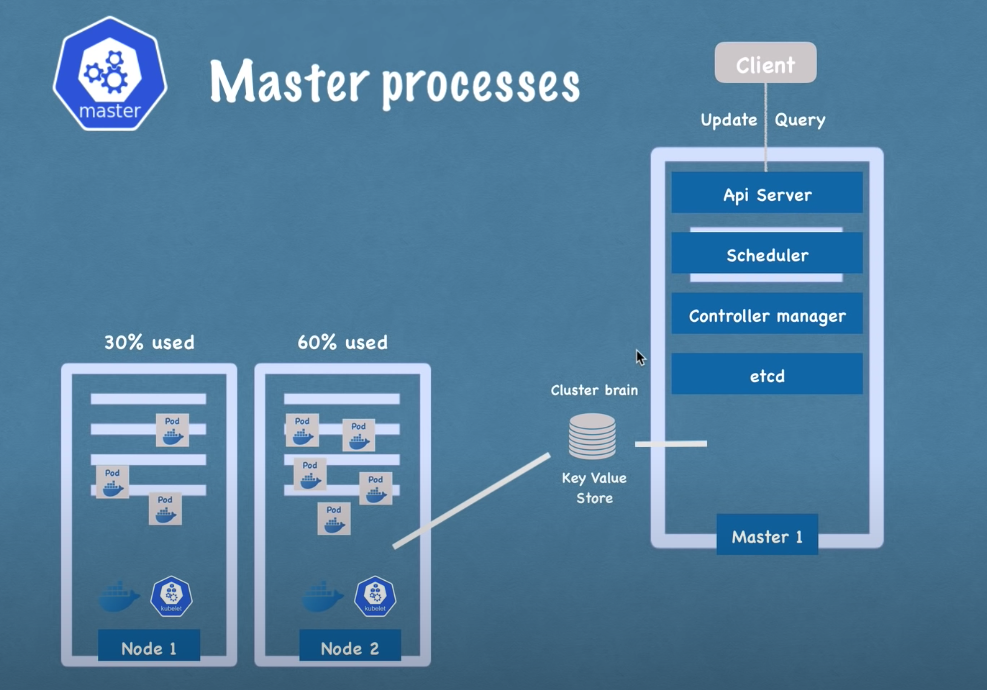 master
Master processes
Client
Update Query
Api Server
Scheduler
Controller manager
etcd
Master 1
Cluster brain
Key Value
Store
30% used
60% used
Pod
Pod
Pod
kubelet
Node 1
Pod
Pod
Pod
Pod
Pod
kubelet
Node 2